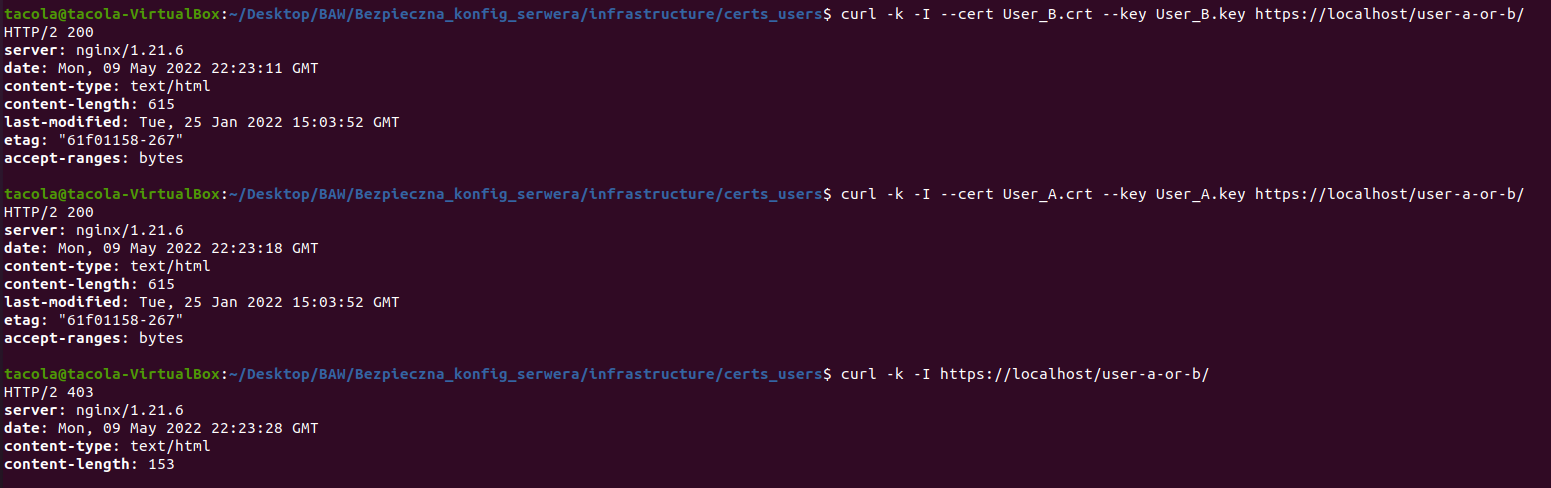 tacola@tacola-VirtualBox:~/Desktop/BAW/Bezpieczna_konfig_serwera/infrastructure/certs_users$ curl -k -I --cert User_B.crt --key User_B.key https://localhost/user-a-or-b/
HTTP/2 200
server: nginx/1.21.6
date: Mon, 09 May 2022 22:23:11 GMT
content-type: text/html
content-length: 615
last-modified: Tue, 25 Jan 2022 15:03:52 GMT
etag: "61f01158-267"
accept-ranges: bytes
tacola@tacola-VirtualBox:~/Desktop/BAW/Bezpieczna_konfig_serwera/infrastructure/certs_users$ curl -k -I --cert User_A.crt --key User_A.key https://localhost/user-a-or-b/
HTTP/2 200
server: nginx/1.21.6
date: Mon, 09 May 2022 22:23:18 GMT
content-type: text/html
content-length: 615
last-modified: Tue, 25 Jan 2022 15:03:52 GMT
etag: "61f01158-267"
accept-ranges: bytes
tacola@tacola-VirtualBox:~/Desktop/BAW/Bezpieczna_konfig_serwera/infrastructure/certs_users$ curl -k -I https://localhost/user-a-or-b/
HTTP/2 403
server: nginx/1.21.6
date: Mon, 09 May 2022 22:23:28 GMT
content-type: text/html
content-length: 153